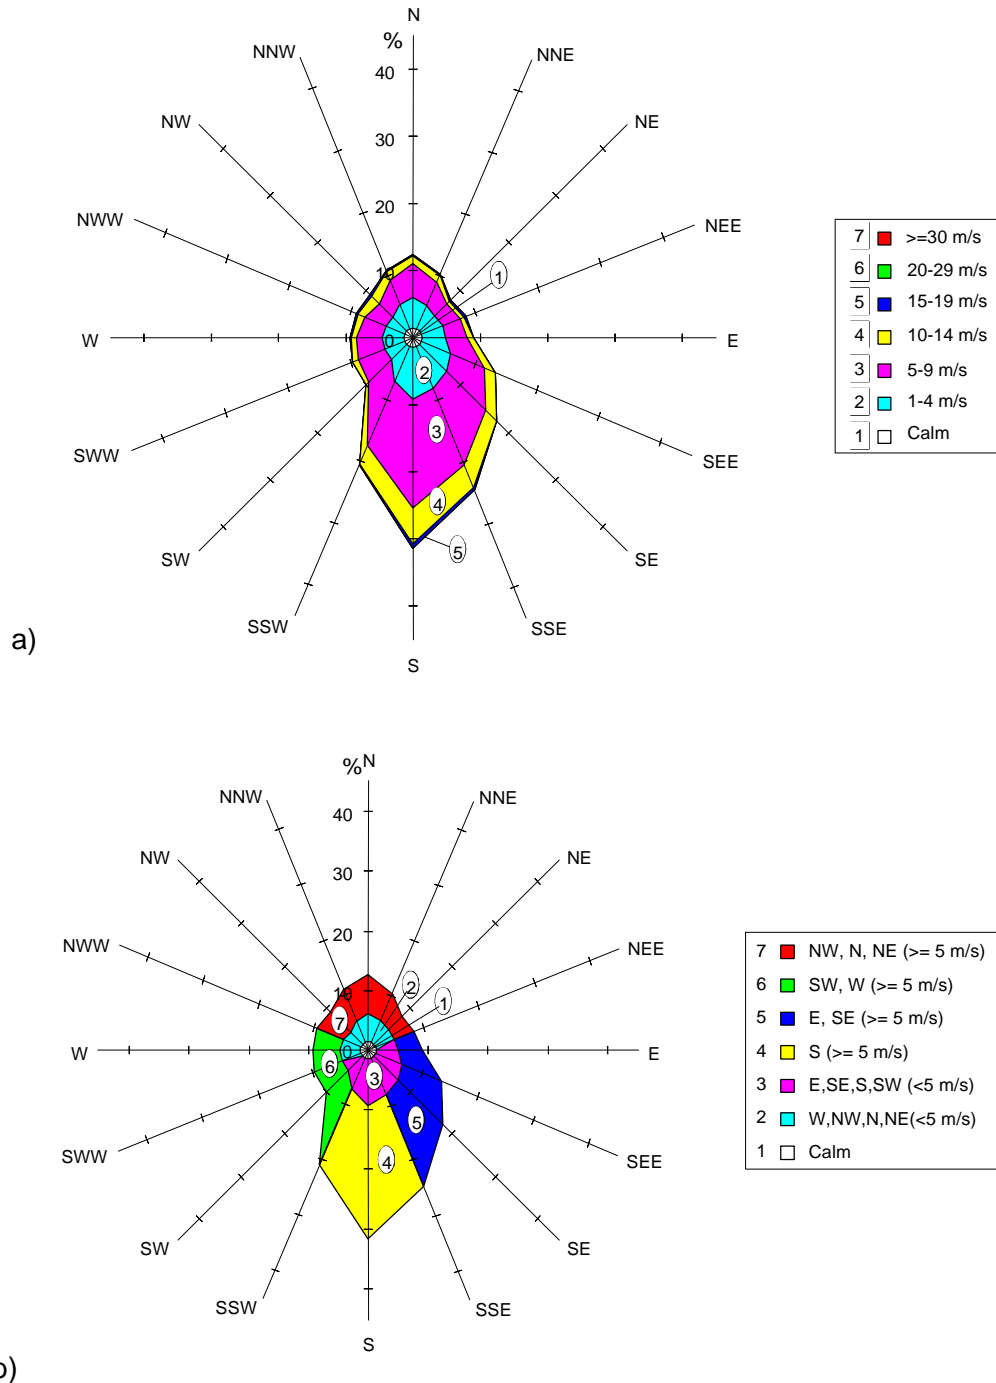 N
%
NNW
NNE
40
NW
NE
30
NWW
NEE
20
10
1
W
0
E
2
3
SWW
SEE
4
5
SW
SE
SSW
SSE
S
a)
7 >=30 m/s
6 20-29 m/s
5 15-19 m/s
4 10-14 m/s
3 5-9 m/s
2 1-4 m/s
1 Calm
N
%
NNW
NNE
40
NW
NE
30
NWW
NEE
20
10
2
1
7
W
0
E
6
3
5
SWW
SEE
4
SW
SE
SSW
SSE
S
7 NW, N, NE (>= 5 m/s)
6 SW, W (>= 5 m/s)
5 E, SE (>= 5 m/s)
4 S (>= 5 m/s)
3 E,SE,S,SW (<5 m/s)
2 W,NW,N,NE(<5 m/s)
1 Calm
b)